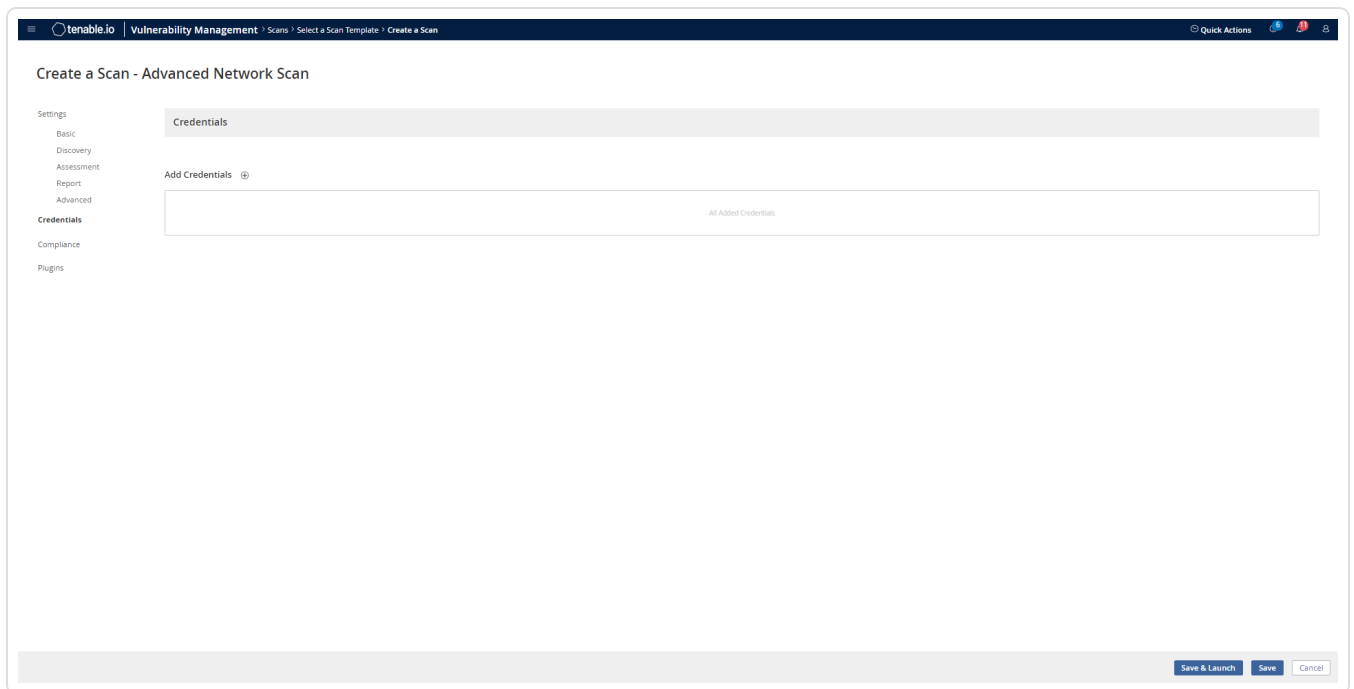 tenable.io Vulnerability Management > Scans > Select a Scan Template > Create a Scan Quick Actions 6 11
Create a Scan - Advanced Network Scan
Settings
Basic
Discovery
Assessment
Report
Advanced
Credentials
Compliance
Plugins
Credentials
Add Credentials
All Added Credentials
Save & Launch Save Cancel